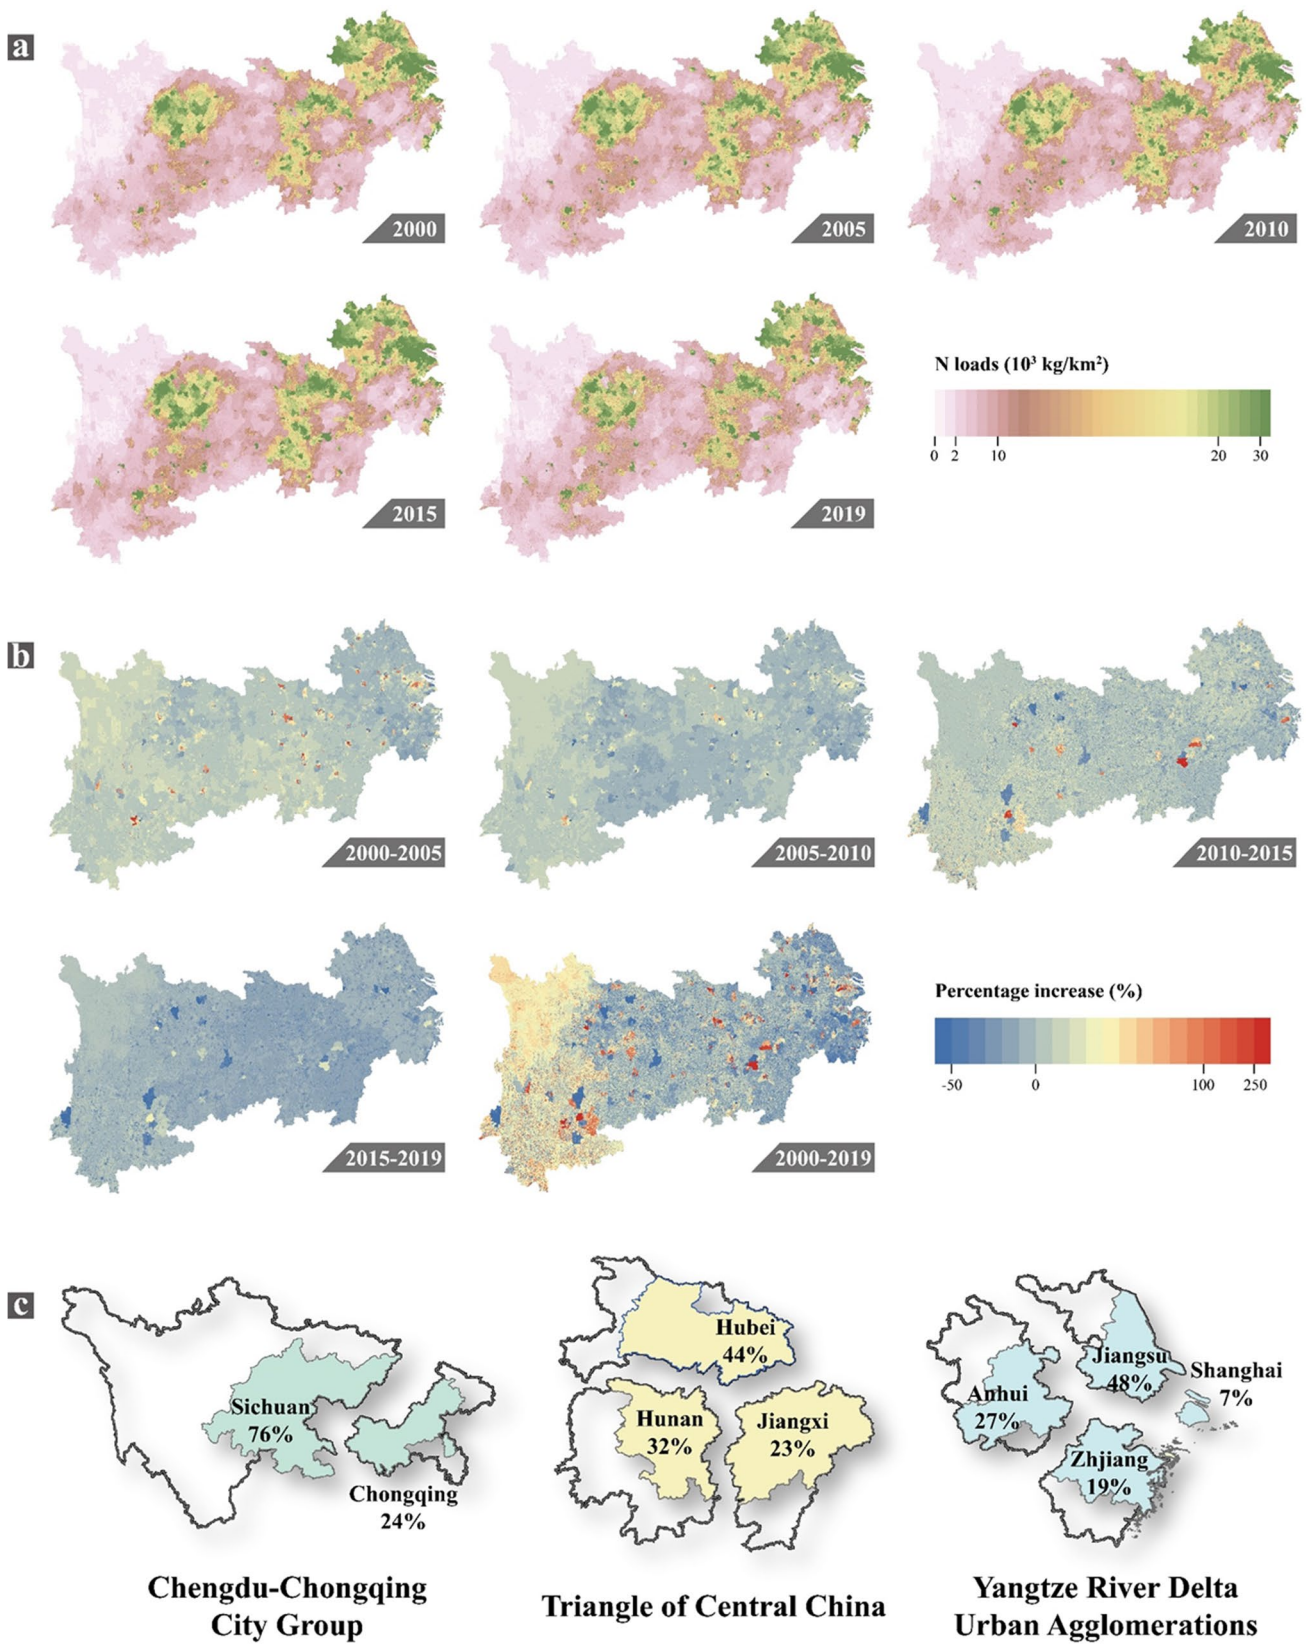 a
2000
2005
2010
2015
2019
N loads (10³ kg/km²)
0 2 10 20 30
b
2000-2005
2005-2010
2010-2015
2015-2019
2000-2019
Percentage increase (%)
-50 0 100 250
c
Sichuan
76%
Chongqing
24%
Chengdu-Chongqing
City Group
Hubei
44%
Hunan
32%
Jiangxi
23%
Triangle of Central China
Jiangsu
48%
Shanghai
7%
Anhui
27%
Zhjiang
19%
Yangtze River Delta
Urban Agglomerations